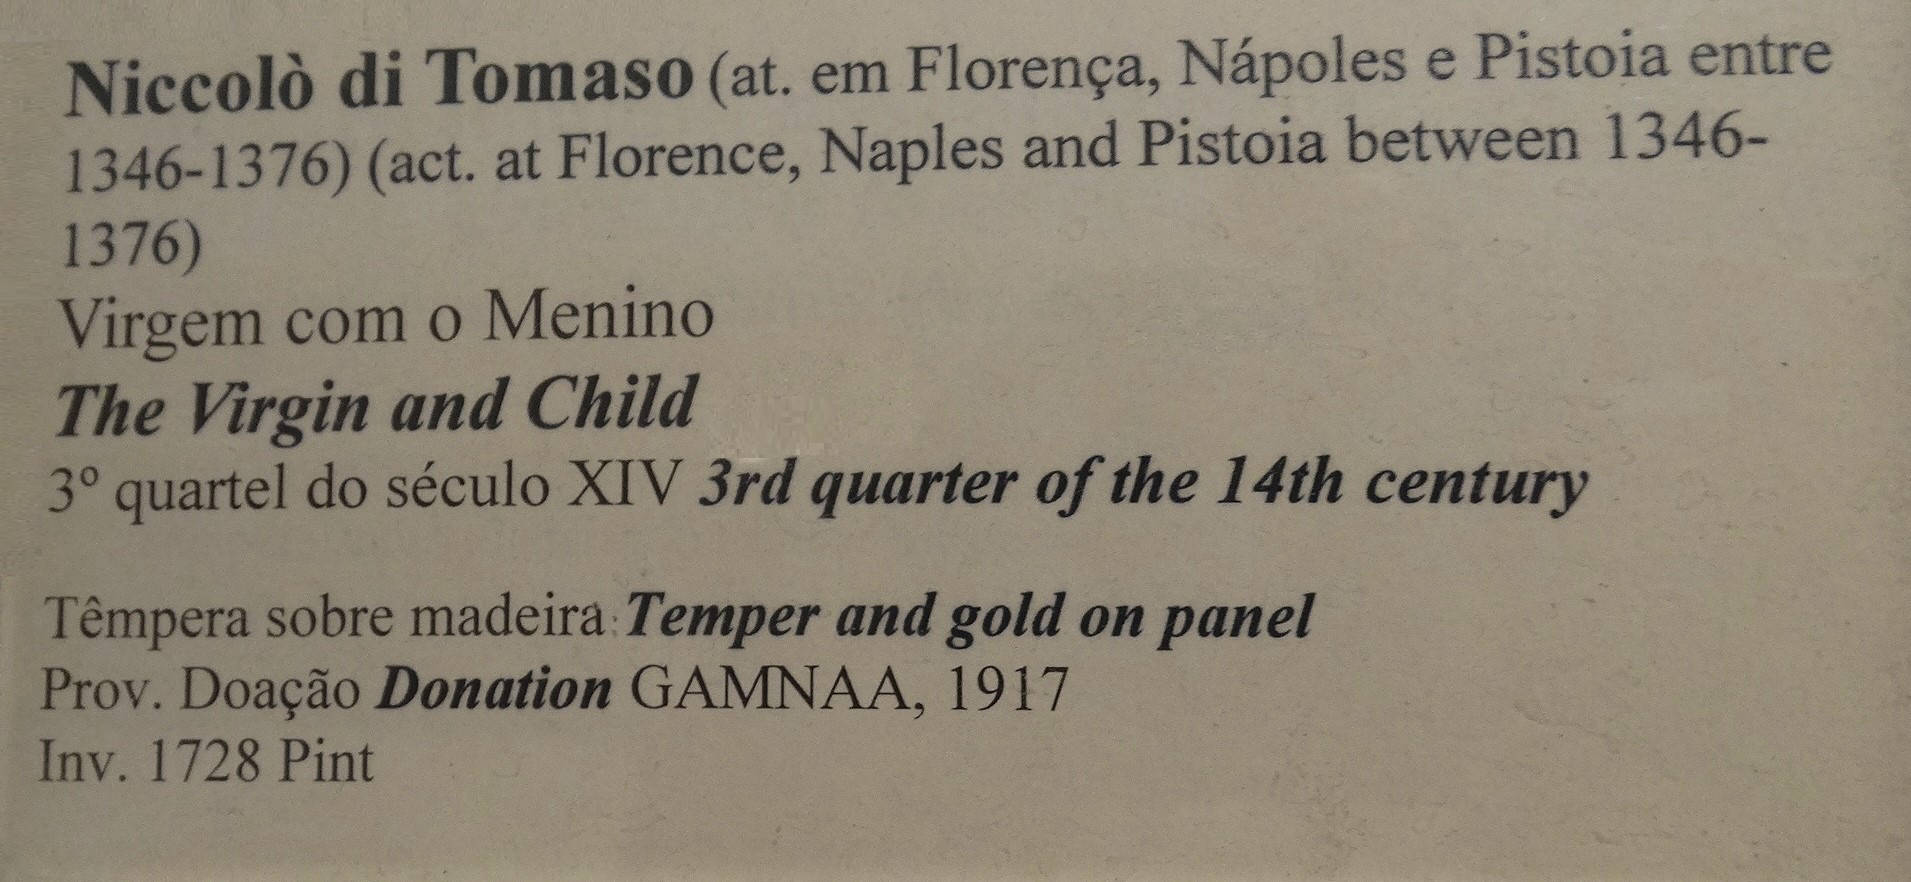 Niccolò di Tomaso (at. em Florença, Nápoles e Pistoia entre
1346-1376) (act. at Florence, Naples and Pistoia between 1346-
1376)
Virgem com o Menino
The Virgin and Child
3º quartel do século XIV 3rd quarter of the 14th century
Têmpera sobre madeira Temper and gold on panel
Prov. Doação Donation GAMNAA, 1917
Inv. 1728 Pint